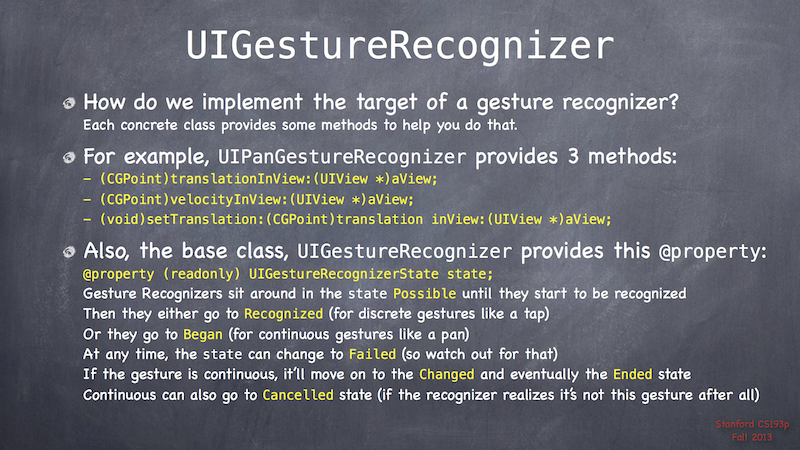 UIGestureRecognizer
How do we implement the target of a gesture recognizer?
Each concrete class provides some methods to help you do that.
For example, UIPanGestureRecognizer provides 3 methods:
- (CGPoint)translationInView:(UIView *)aView;
- (CGPoint)velocityInView:(UIView *)aView;
- (void)setTranslation:(CGPoint)translation inView:(UIView *)aView;
Also, the base class, UIGestureRecognizer provides this @property:
@property (readonly) UIGestureRecognizerState state;
Gesture Recognizers sit around in the state Possible until they start to be recognized
Then they either go to Recognized (for discrete gestures like a tap)
Or they go to Began (for continuous gestures like a pan)
At any time, the state can change to Failed (so watch out for that)
If the gesture is continuous, it'll move on to the Changed and eventually the Ended state
Continuous can also go to Cancelled state (if the recognizer realizes it's not this gesture after all)
Stanford CS193p
Fall 2013